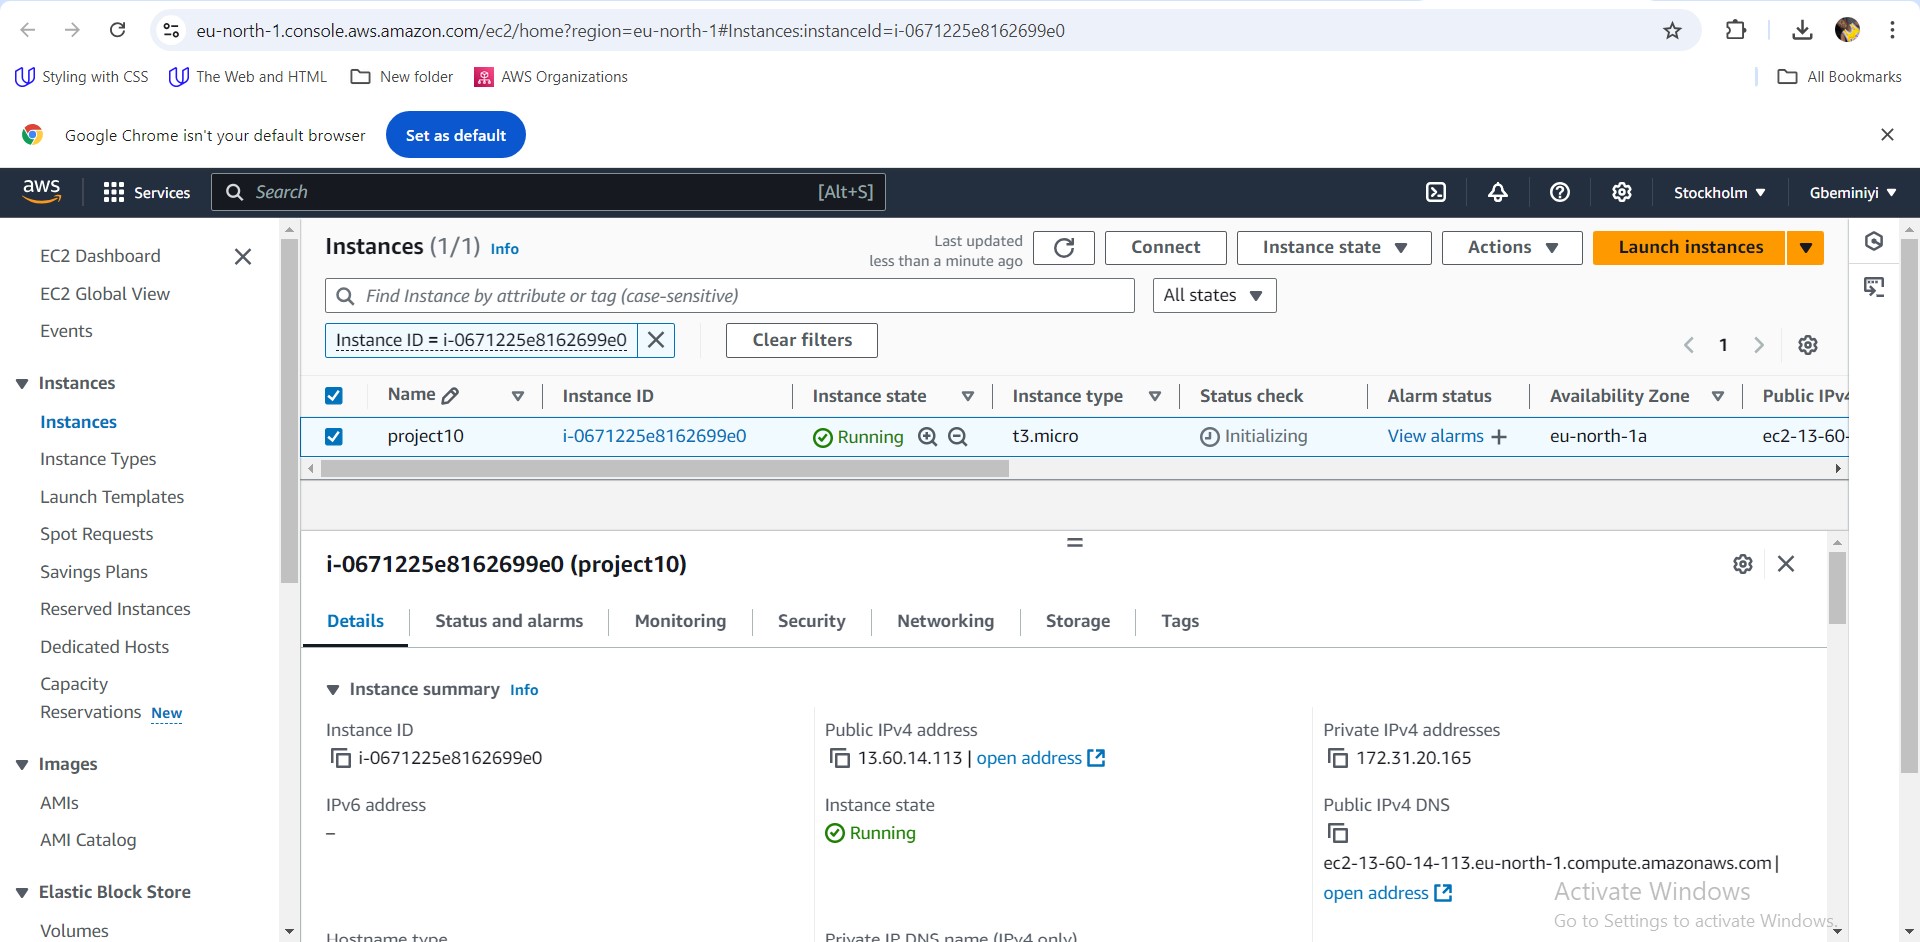 eu-north-1.console.aws.amazon.com/ec2/home?region=eu-north-1#Instances:instanceId=i-0671225e8162699e0
Styling with CSS The Web and HTML New folder AWS Organizations All Bookmarks
Google Chrome isn't your default browser Set as default
aws Services Search [Alt+S] Stockholm Gbeminiyi
EC2 Dashboard
EC2 Global View
Events
Instances
Instances
Instance Types
Launch Templates
Spot Requests
Savings Plans
Reserved Instances
Dedicated Hosts
Capacity
Reservations New
Images
AMIs
AMI Catalog
Elastic Block Store
Volumes
Instances (1/1) Info
Last updated
less than a minute ago
Connect Instance state Actions Launch instances
Find Instance by attribute or tag (case-sensitive) All states
Instance ID = i-0671225e8162699e0 Clear filters 1
Name Instance ID Instance state Instance type Status check Alarm status Availability Zone Public IPv4
project10 i-0671225e8162699e0 Running t3.micro Initializing View alarms + eu-north-1a ec2-13-60-
i-0671225e8162699e0 (project10)
Details Status and alarms Monitoring Security Networking Storage Tags
Instance summary Info
Instance ID
i-0671225e8162699e0
Public IPv4 address
13.60.14.113 | open address
Private IPv4 addresses
172.31.20.165
IPv6 address
–
Instance state
Running
Public IPv4 DNS
ec2-13-60-14-113.eu-north-1.compute.amazonaws.com |
open address
Hostname type
Private IP DNS name (IPv4 only)
Activate Windows
Go to Settings to activate Windows.